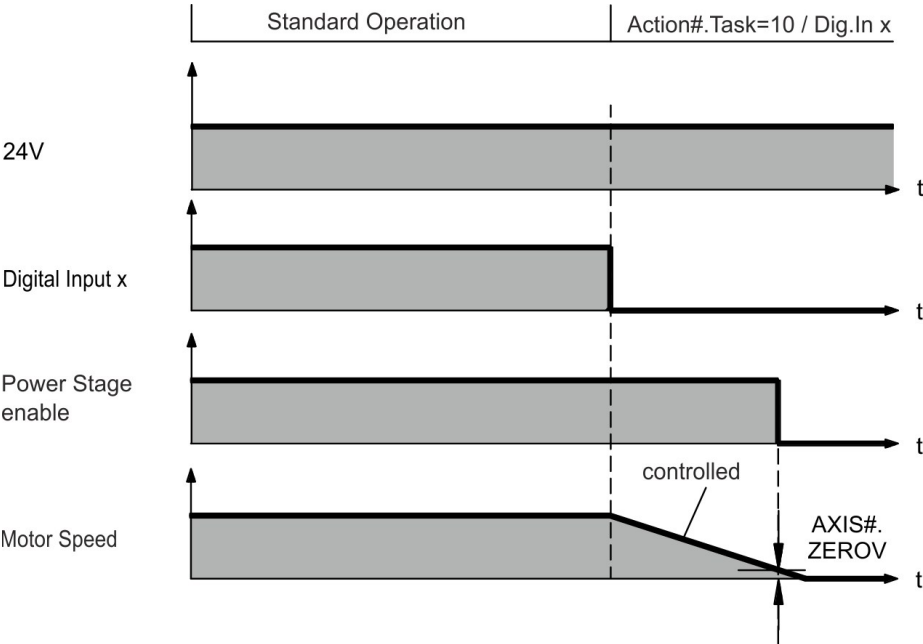 Standard Operation
Action#.Task=10 / Dig.In x
24V
t
Digital Input x
t
Power Stage
enable
t
controlled
Motor Speed
AXIS#.
ZEROV
t